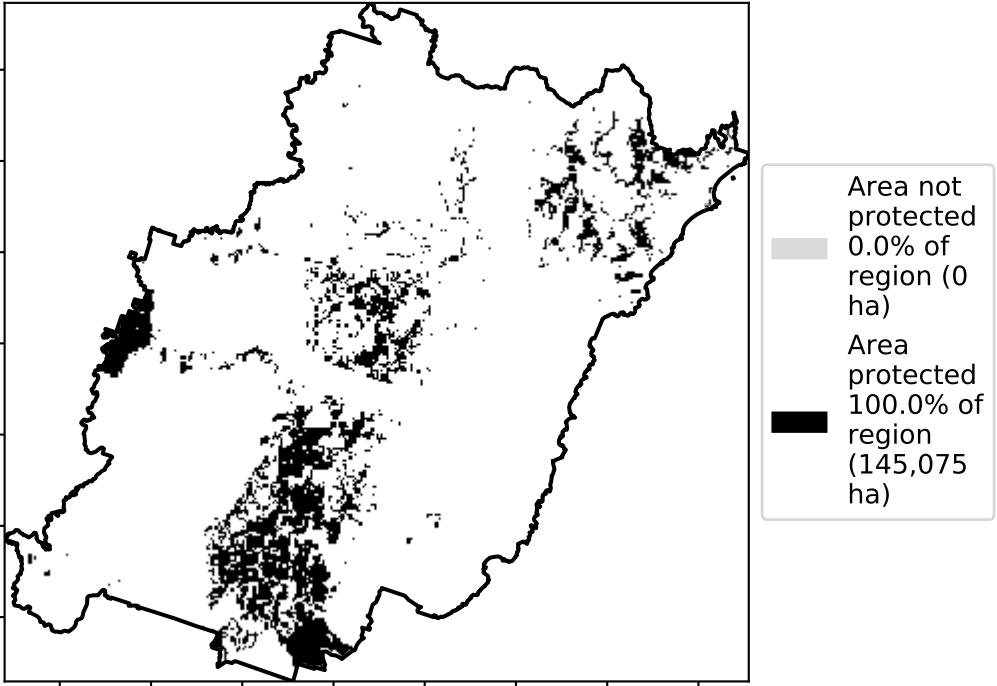 Area not
protected
0.0% of
region (0
ha)
Area
protected
100.0% of
region
(145,075
ha)